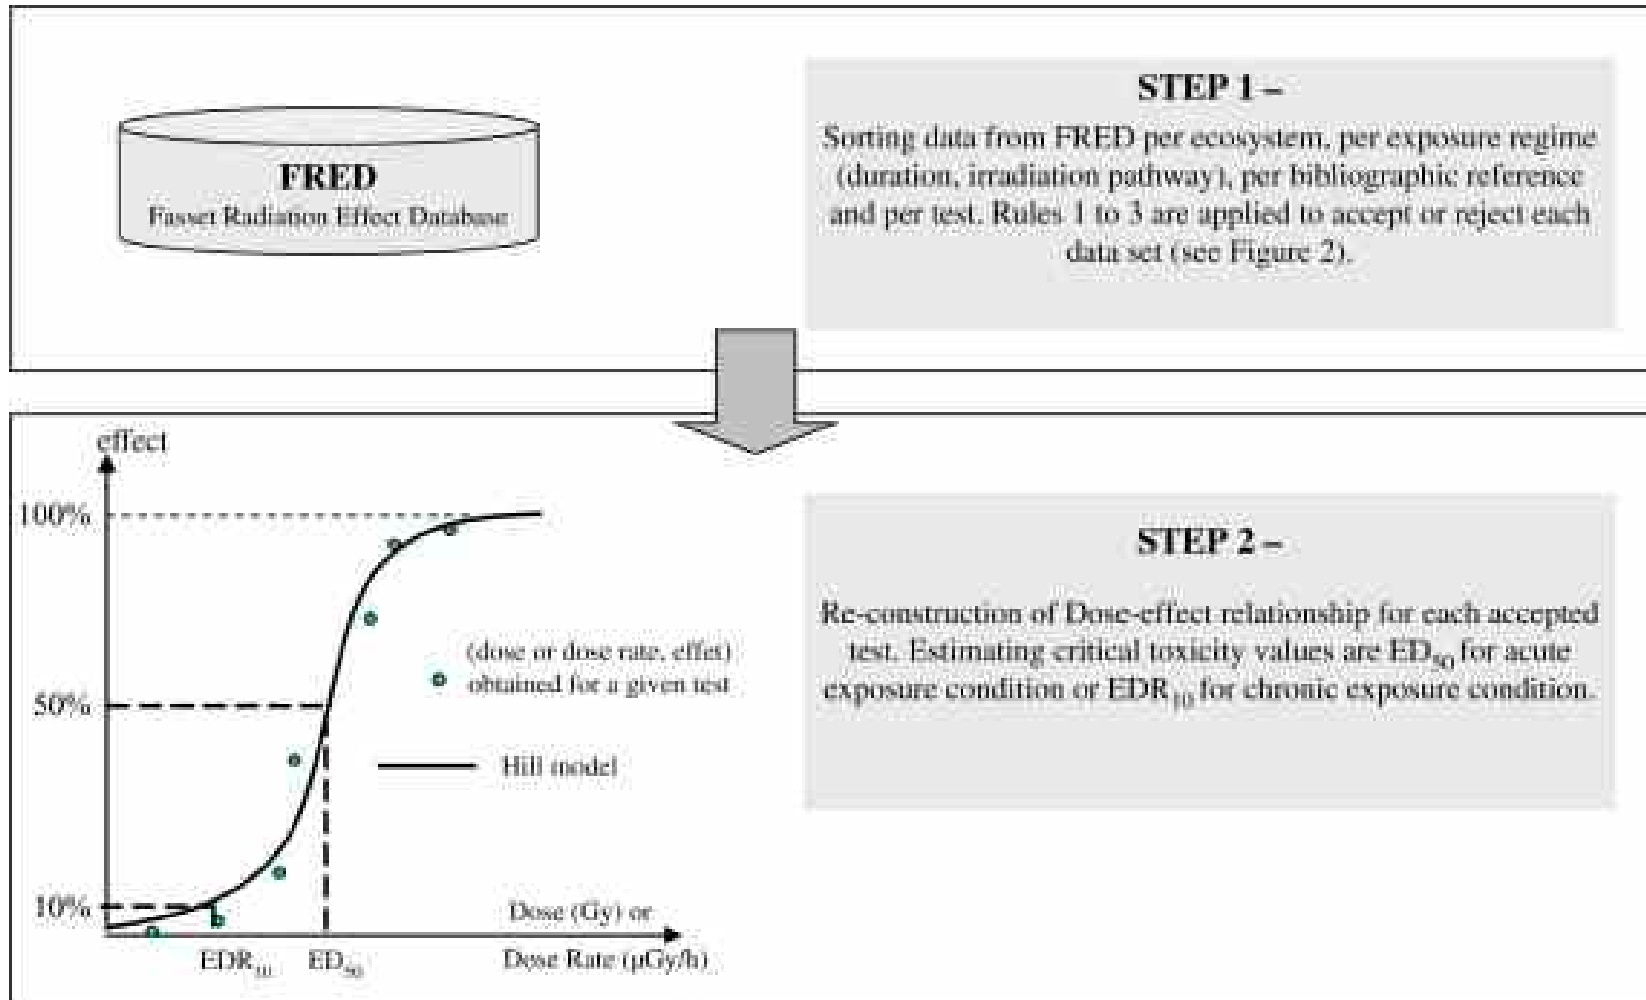 FRED
Fasset Radiation Effect Database
STEP 1 –
Sorting data from FRED per ecosystem, per exposure regime
(duration, irradiation pathway), per bibliographic reference
and per test. Rules 1 to 3 are applied to accept or reject each
data set (see Figure 2).
effect
100%
50%
10%
(dose or dose rate, effet)
obtained for a given test
Hill model
Dose (Gy) or
Dose Rate (µGy/h)
EDR10
ED50
STEP 2 –
Re-construction of Dose-effect relationship for each accepted
test. Estimating critical toxicity values are ED50 for acute
exposure condition or EDR10 for chronic exposure condition.